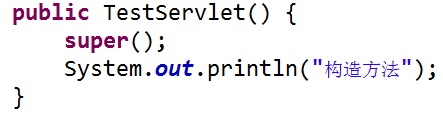 public TestServlet() {
    super();
    System.out.println("构造方法");
}